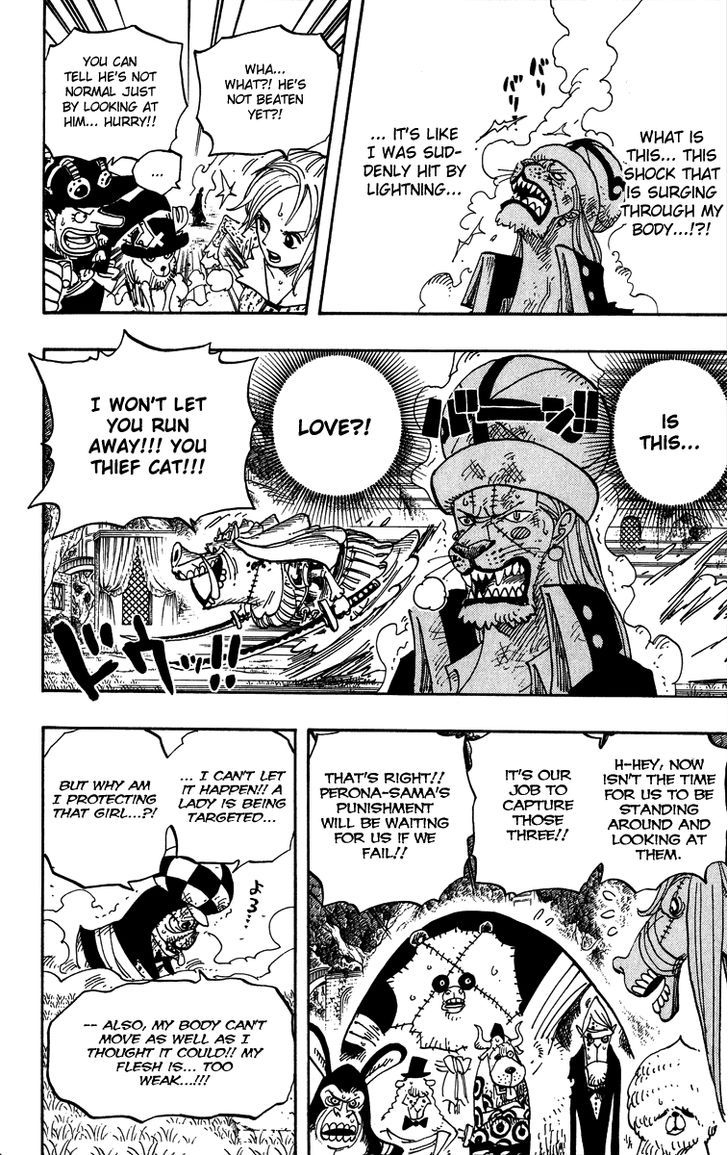 WHAT IS
THIS... THIS
SHOCK THAT
IS SURGING
THROUGH MY
BODY...!?!
... IT'S LIKE
I WAS SUD-
DENLY HIT BY
LIGHTNING...
WHA...
WHAT?! HE'S
NOT BEATEN
YET?!
YOU CAN
TELL HE'S NOT
NORMAL JUST
BY LOOKING AT
HIM... HURRY!!
...
IS
THIS...
LOVE?!
I WON'T LET
YOU RUN
AWAY!!! YOU
THIEF CAT!!!
ドウッ!!
H-HEY, NOW
ISN'T THE TIME
FOR US TO BE
STANDING
AROUND AND
LOOKING AT
THEM.
IT'S OUR
JOB TO
CAPTURE
THOSE
THREE!!
THAT'S RIGHT!!
PERONA-SAMA'S
PUNISHMENT
WILL BE WAITING
FOR US IF WE
FAIL!!
... I CAN'T LET
IT HAPPEN!! A
LADY IS BEING
TARGETED...
BUT WHY AM
I PROTECTING
THAT GIRL...?!
-- ALSO, MY BODY CAN'T
MOVE AS WELL AS I
THOUGHT IT COULD!! MY
FLESH IS... TOO
WEAK...!!!